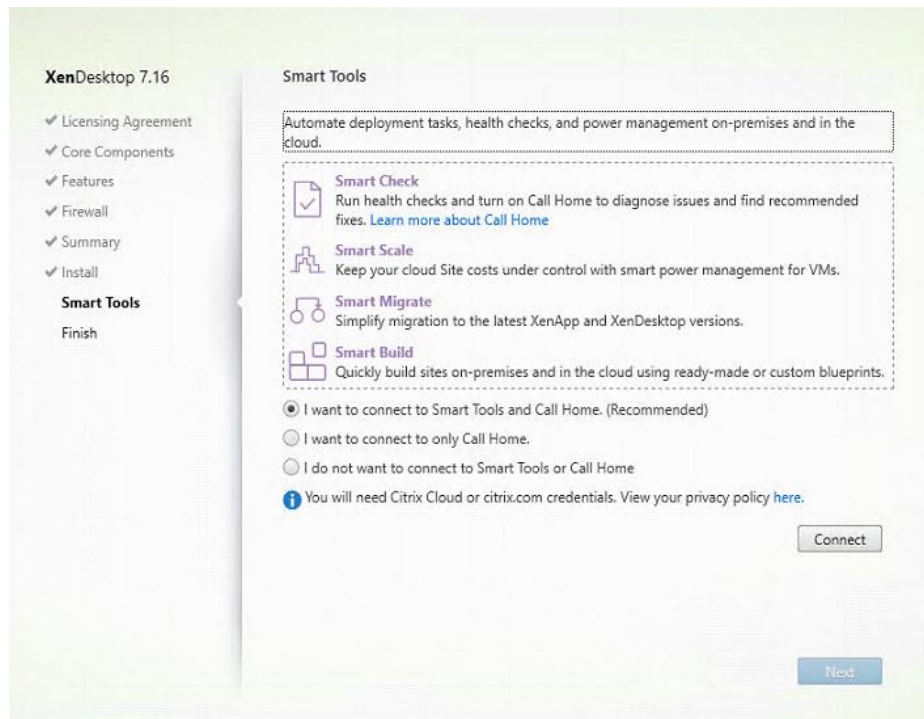 XenDesktop 7.16
Licensing Agreement
Core Components
Features
Firewall
Summary
Install
Smart Tools
Finish
Smart Tools
Automate deployment tasks, health checks, and power management on-premises and in the
cloud.
Smart Check
Run health checks and turn on Call Home to diagnose issues and find recommended
fixes. Learn more about Call Home
Smart Scale
Keep your cloud Site costs under control with smart power management for VMs.
Smart Migrate
Simplify migration to the latest XenApp and XenDesktop versions.
Smart Build
Quickly build sites on-premises and in the cloud using ready-made or custom blueprints.
I want to connect to Smart Tools and Call Home. (Recommended)
I want to connect to only Call Home.
I do not want to connect to Smart Tools or Call Home
You will need Citrix Cloud or citrix.com credentials. View your privacy policy here.
Connect
Next